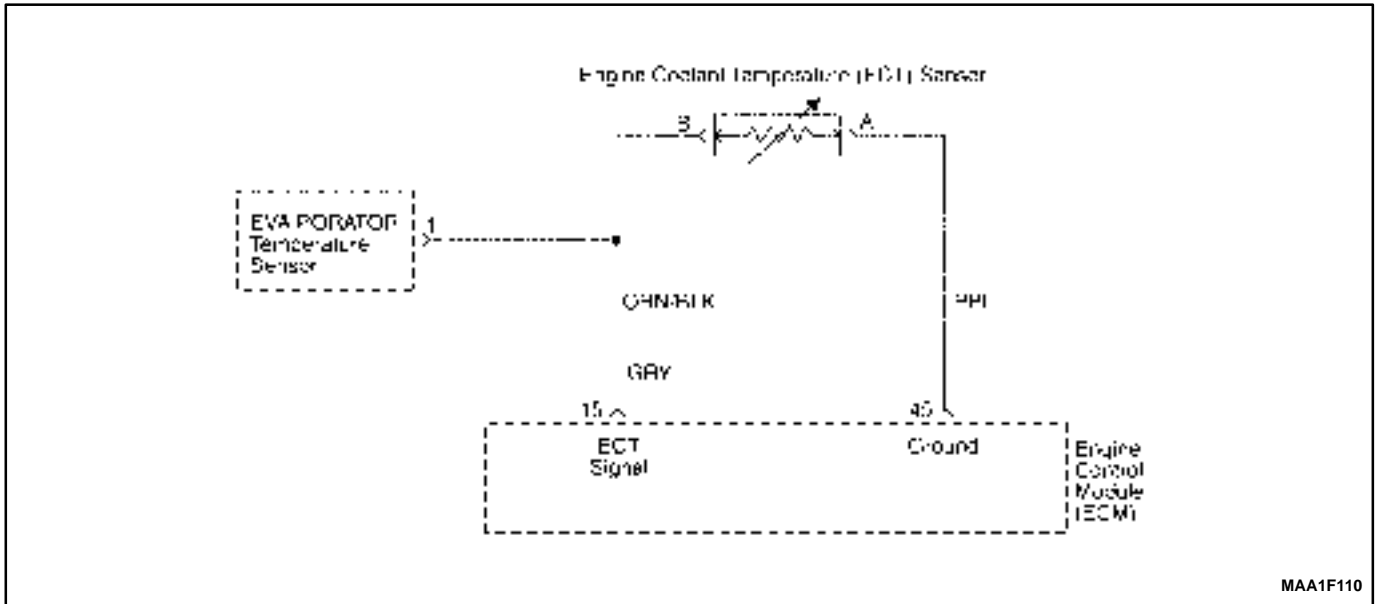 Engine Coolant Temperature (ECT) Sensor
B
A
EVAPORATOR
Temperature
Sensor
1
GRN/BLK
PPL
GRY
15
45
ECT
Signal
Ground
Engine
Control
Module
(ECM)
MAA1F110